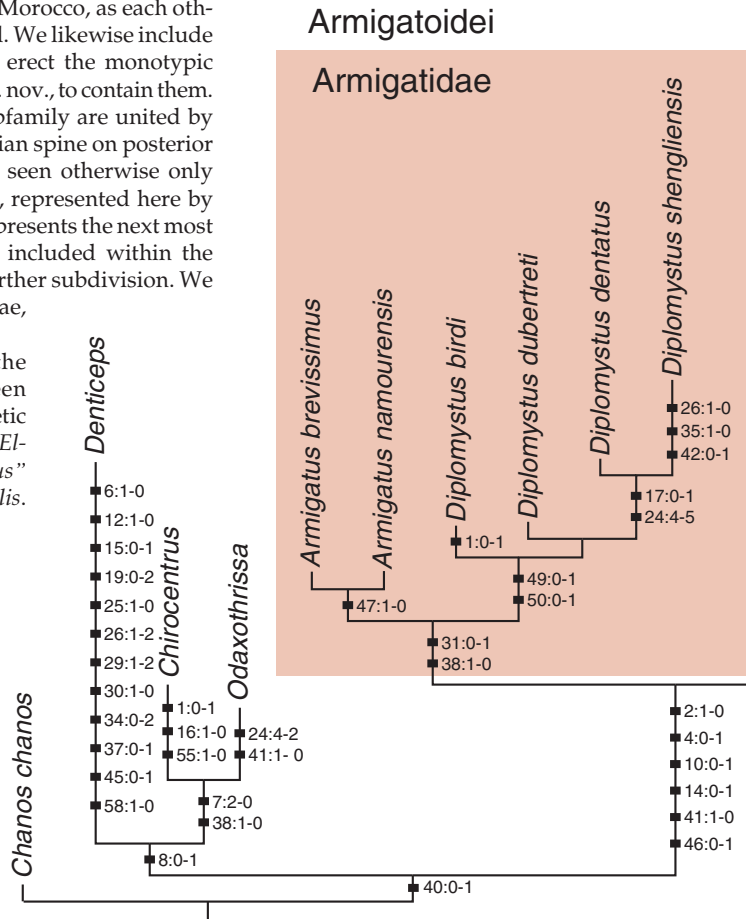 Morocco, as each oth-
d. We likewise include
erect the monotypic
. nov., to contain them.
bfamily are united by
ian spine on posterior
seen otherwise only
, represented here by
presents the next most
included within the
rther subdivision. We
ae,
the
een
etic
El-
us”
lis.
Armigatoidei
Armigatidae
Chanos chanos
Denticeps
Chirocentrus
Odaxothrissa
Armigatus brevissimus
Armigatus namourensis
Diplomystus birdi
Diplomystus dubertreti
Diplomystus dentatus
Diplomystus shengliensis
6:1-0
12:1-0
15:0-1
19:0-2
25:1-0
26:1-2
29:1-2
30:1-0
34:0-2
37:0-1
45:0-1
58:1-0
1:0-1
16:1-0
55:1-0
24:4-2
41:1- 0
7:2-0
38:1-0
8:0-1
40:0-1
47:1-0
1:0-1
49:0-1
50:0-1
26:1-0
35:1-0
42:0-1
17:0-1
24:4-5
31:0-1
38:1-0
2:1-0
4:0-1
10:0-1
14:0-1
41:1-0
46:0-1